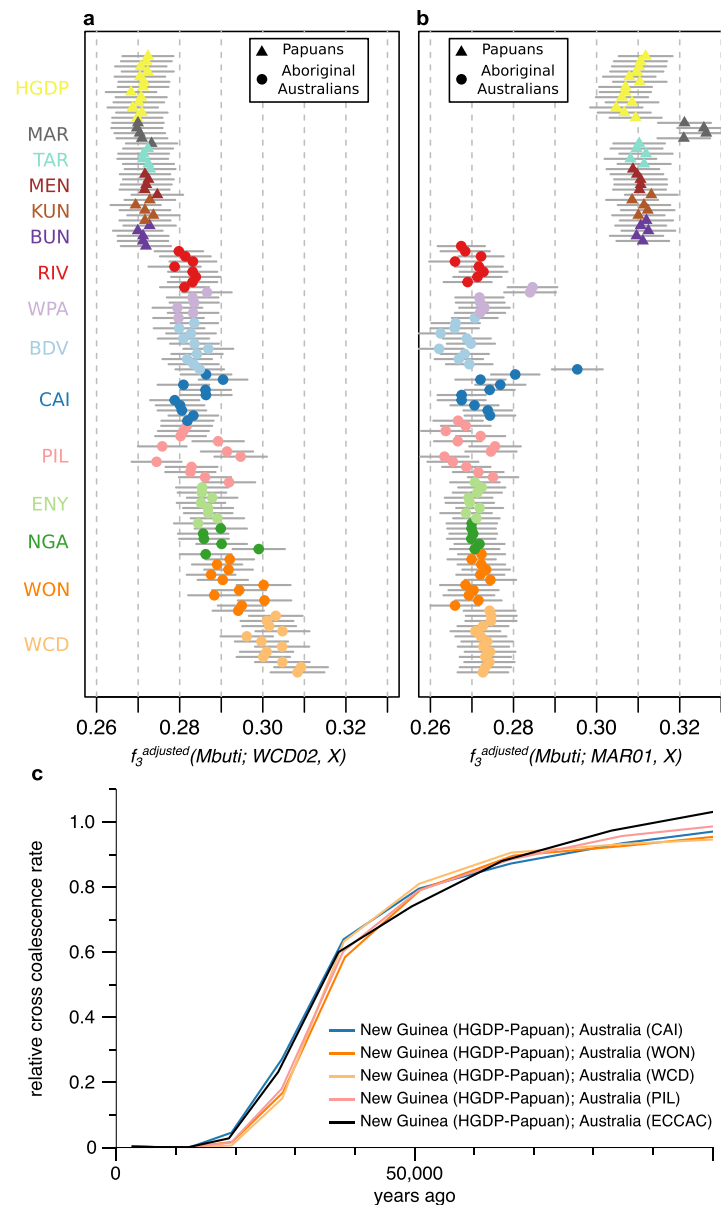 a
b
Papuans
Aboriginal
Australians
Papuans
Aboriginal
Australians
HGDP
MAR
TAR
MEN
KUN
BUN
RIV
WPA
BDV
CAI
PIL
ENY
NGA
WON
WCD
0.26 0.28 0.30 0.32
0.26 0.28 0.30 0.32
f3adjusted(Mbuti; WCD02, X)
f3adjusted(Mbuti; MAR01, X)
c
relative cross coalescence rate
1.0
0.8
0.6
0.4
0.2
0
New Guinea (HGDP-Papuan); Australia (CAI)
New Guinea (HGDP-Papuan); Australia (WON)
New Guinea (HGDP-Papuan); Australia (WCD)
New Guinea (HGDP-Papuan); Australia (PIL)
New Guinea (HGDP-Papuan); Australia (ECCAC)
0 50,000
years ago